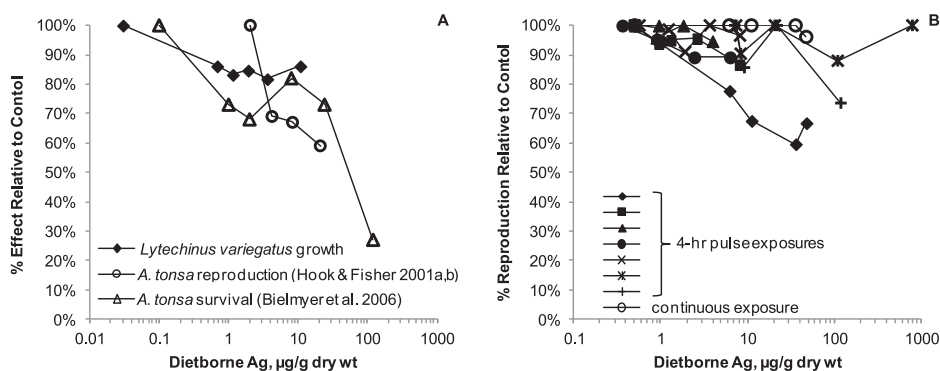 A
% Effect Relative to Contol
100%
90%
80%
70%
60%
50%
40%
30%
20%
10%
0%
Lytechinus variegatus growth
A. tonsa reproduction (Hook & Fisher 2001a,b)
A. tonsa survival (Bielmyer et al. 2006)
0.01 0.1 1 10 100 1000
Dietborne Ag, µg/g dry wt
B
% Reproduction Relative to Contol
100%
90%
80%
70%
60%
50%
40%
30%
20%
10%
0%
4-hr pulse exposures
continuous exposure
0.1 1 10 100 1000
Dietborne Ag, µg/g dry wt